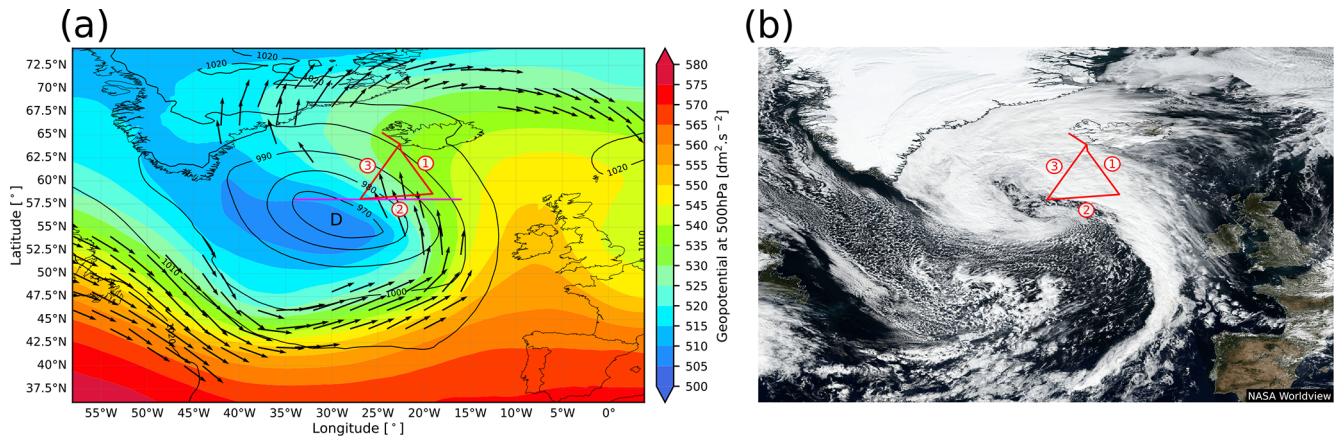 (a)
(b)
72.5°N
70°N
67.5°N
65°N
62.5°N
60°N
57.5°N
55°N
52.5°N
50°N
47.5°N
45°N
42.5°N
40°N
37.5°N
Latitude [°]
55°W 50°W 45°W 40°W 35°W 30°W 25°W 20°W 15°W 10°W 5°W 0°
Longitude [°]
1020
1020
1020
990
980
970
1020
1010
1010
1000
D
1
2
3
580
575
570
565
560
555
550
545
540
535
530
525
520
515
510
505
500
Geopotential at 500hPa [dm².s⁻²]
1
2
3
NASA Worldview